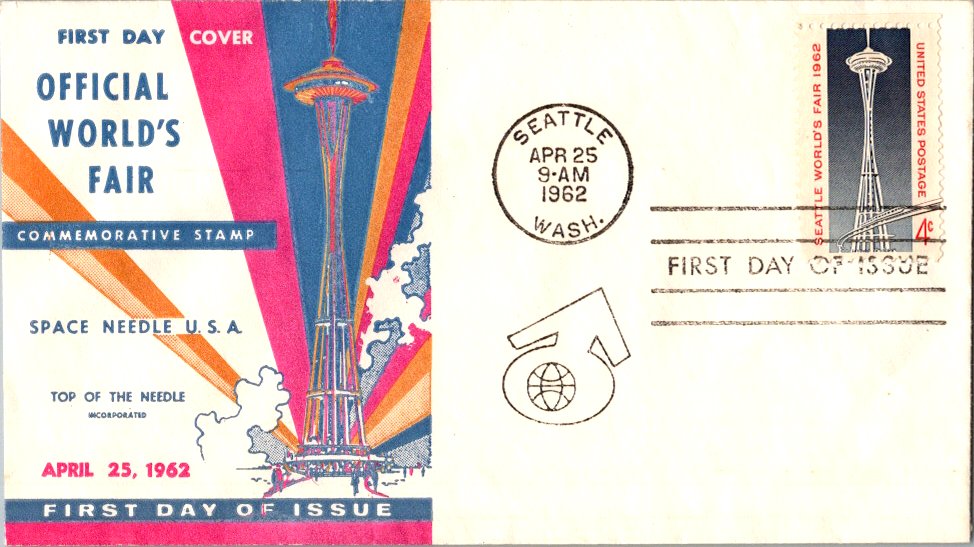 FIRST DAY COVER
OFFICIAL
WORLD'S
FAIR
COMMEMORATIVE STAMP
SPACE NEEDLE U.S.A.
TOP OF THE NEEDLE
INCORPORATED
APRIL 25, 1962
FIRST DAY OF ISSUE
SEATTLE
APR 25
9-AM
1962
WASH.
SEATTLE WORLD'S FAIR 1962
UNITED STATES POSTAGE
4¢
FIRST DAY OF ISSUE